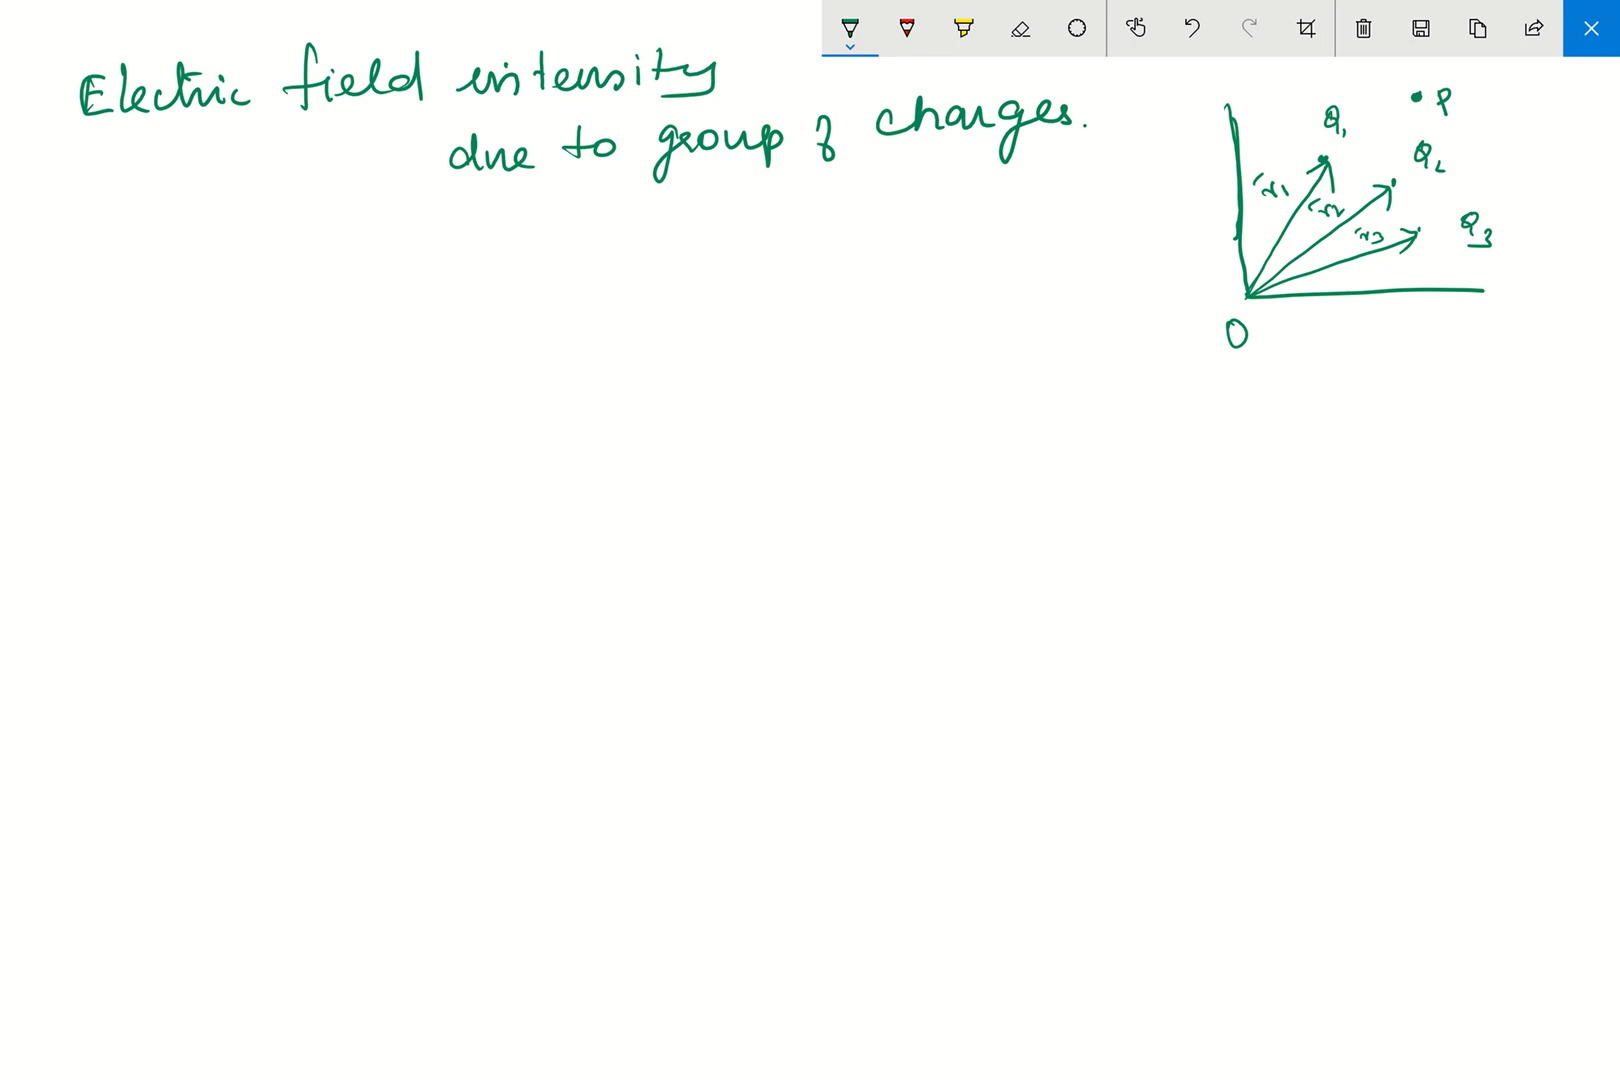 Electric field intensity
due to group of charges.
P
Q1
Q2
r1
r2
r3
Q3
O